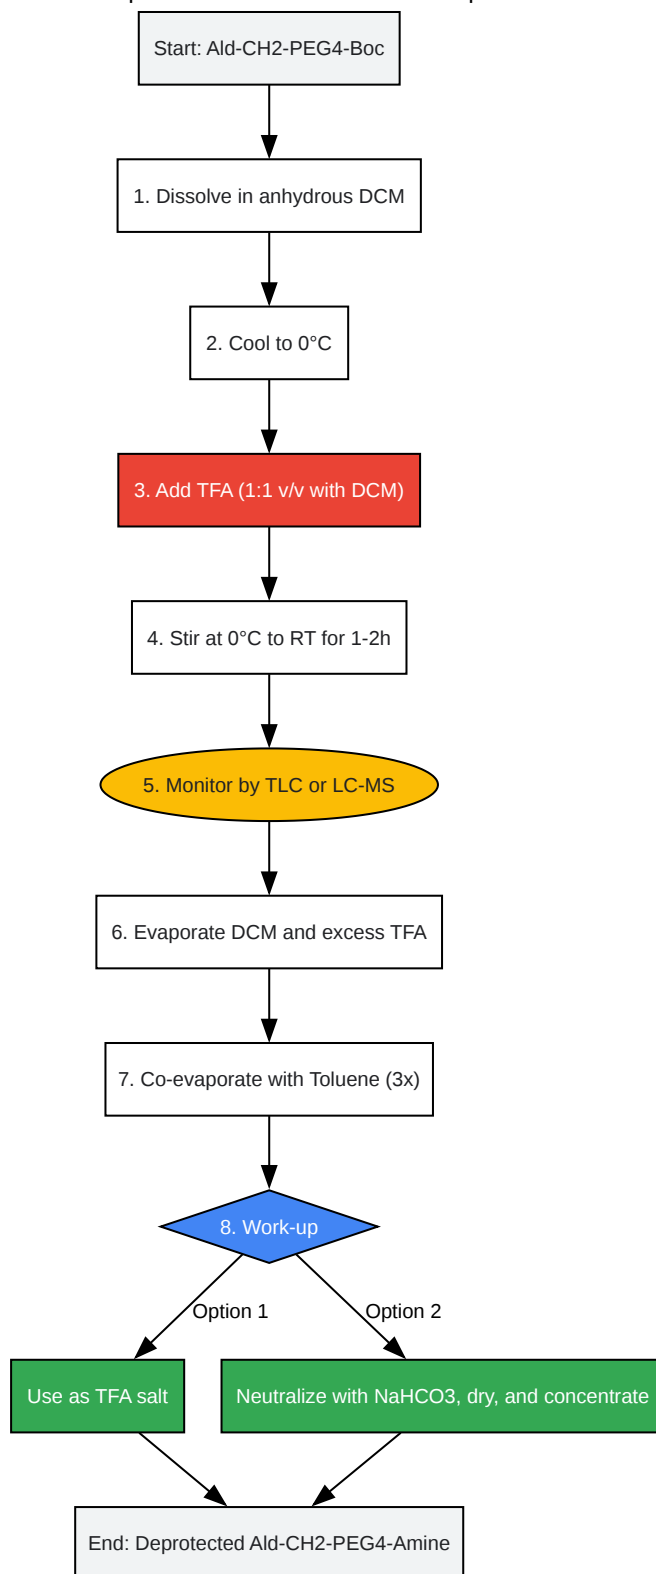 Start: Ald-CH2-PEG4-Boc
1. Dissolve in anhydrous DCM
2. Cool to 0°C
3. Add TFA (1:1 v/v with DCM)
4. Stir at 0°C to RT for 1-2h
5. Monitor by TLC or LC-MS
6. Evaporate DCM and excess TFA
7. Co-evaporate with Toluene (3x)
8. Work-up
Option 1
Option 2
Use as TFA salt
Neutralize with NaHCO3, dry, and concentrate
End: Deprotected Ald-CH2-PEG4-Amine